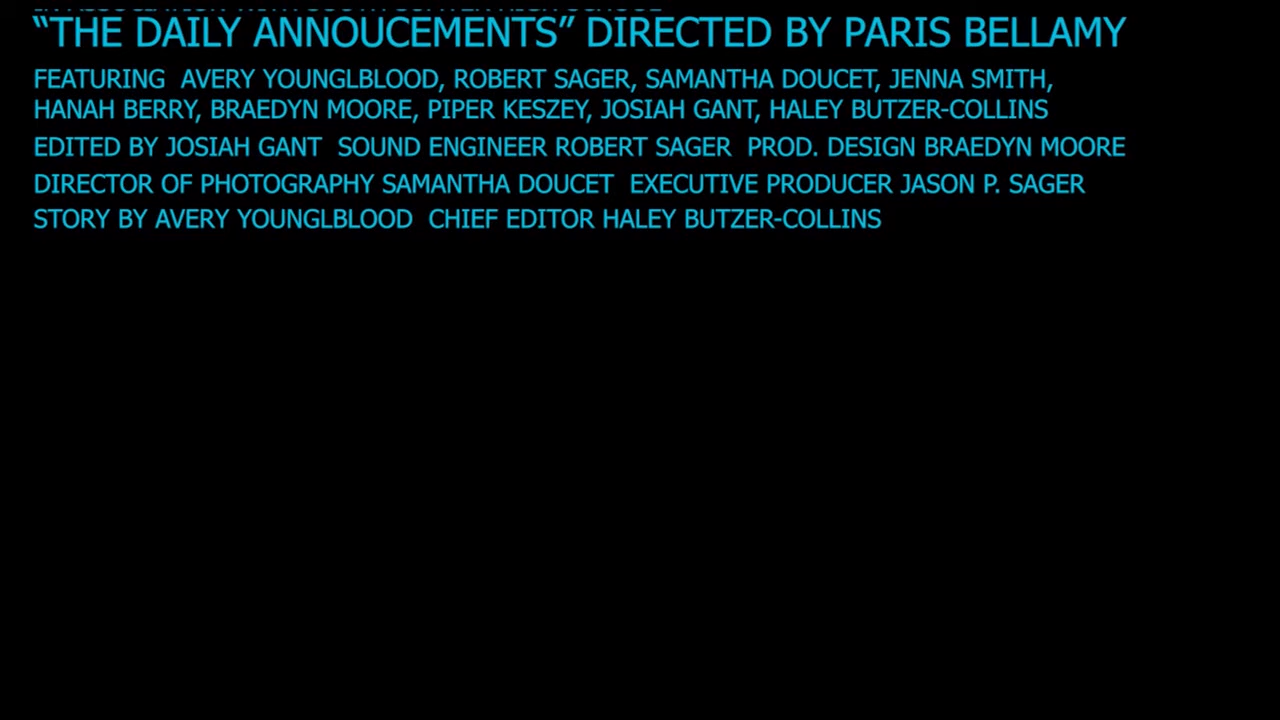 “THE DAILY ANNOUCEMENTS” DIRECTED BY PARIS BELLAMY
FEATURING AVERY YOUNGLBLOOD, ROBERT SAGER, SAMANTHA DOUCET, JENNA SMITH,
HANAH BERRY, BRAEDYN MOORE, PIPER KESZEY, JOSIAH GANT, HALEY BUTZER-COLLINS
EDITED BY JOSIAH GANT SOUND ENGINEER ROBERT SAGER PROD. DESIGN BRAEDYN MOORE
DIRECTOR OF PHOTOGRAPHY SAMANTHA DOUCET EXECUTIVE PRODUCER JASON P. SAGER
STORY BY AVERY YOUNGLBLOOD CHIEF EDITOR HALEY BUTZER-COLLINS